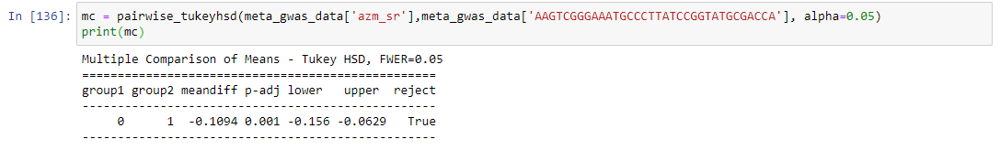 In [136]: mc = pairwise_tukeyhsd(meta_gwas_data['azm_sr'],meta_gwas_data['AAGTCGGGAAATGCCCTTATCCGGTATGCGACCA'], alpha=0.05)
print(mc)
Multiple Comparison of Means - Tukey HSD, FWER=0.05
==================================================
group1 group2 meandiff p-adj lower upper reject
--------------------------------------------------
0 1 -0.1094 0.001 -0.156 -0.0629 True
--------------------------------------------------